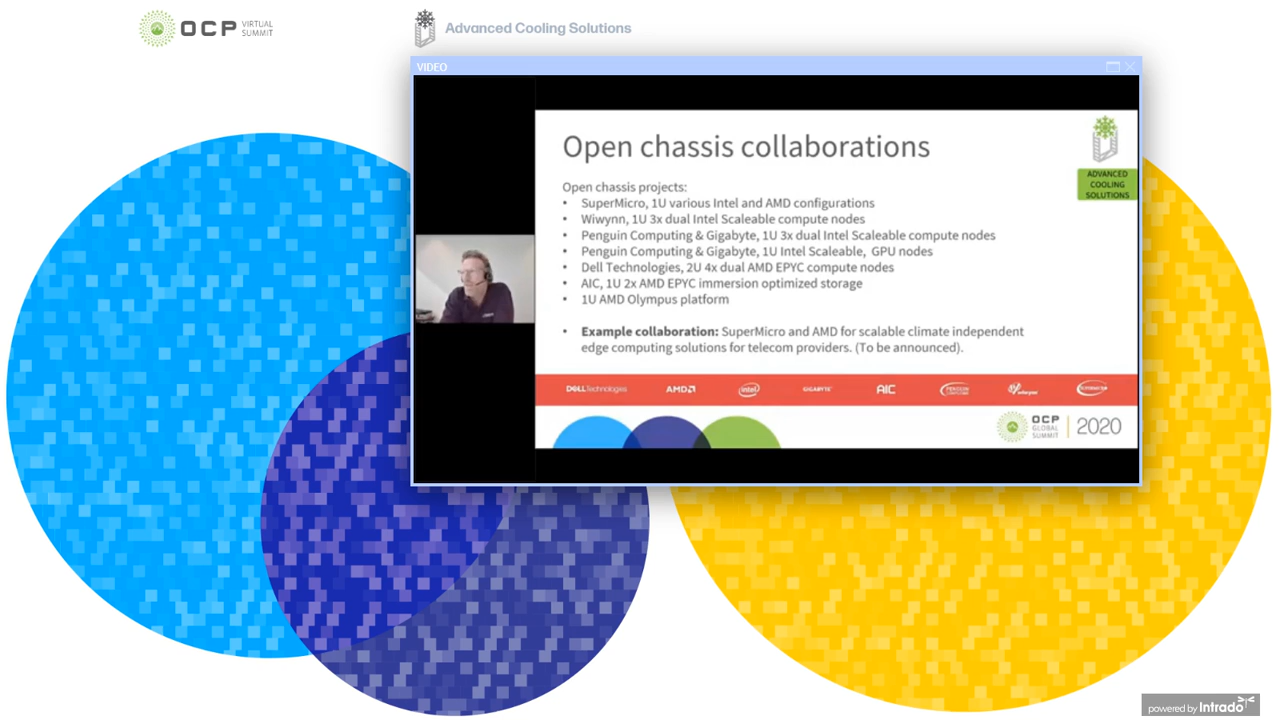 OCP VIRTUAL SUMMIT
Advanced Cooling Solutions
VIDEO
Open chassis collaborations
ADVANCED
COOLING
SOLUTIONS
Open chassis projects:
• SuperMicro, 1U various Intel and AMD configurations
• Wiwynn, 1U 3x dual Intel Scaleable compute nodes
• Penguin Computing & Gigabyte, 1U 3x dual Intel Scaleable compute nodes
• Penguin Computing & Gigabyte, 1U Intel Scaleable, GPU nodes
• Dell Technologies, 2U 4x dual AMD EPYC compute nodes
• AIC, 1U 2x AMD EPYC immersion optimized storage
• 1U AMD Olympus platform
• Example collaboration: SuperMicro and AMD for scalable climate independent
edge computing solutions for telecom providers. (To be announced).
DELLTechnologies AMD intel GIGABYTE AIC PENGUIN COMPUTING
OCP GLOBAL SUMMIT 2020
powered by Intrado